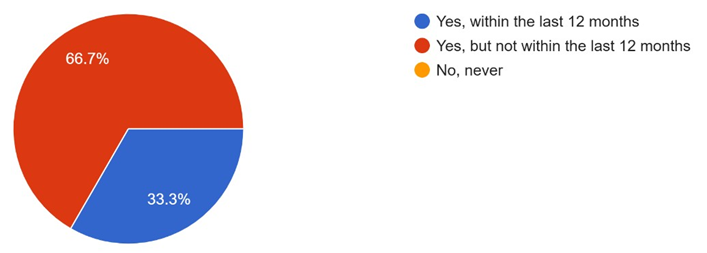 Yes, within the last 12 months
Yes, but not within the last 12 months
No, never
66.7%
33.3%